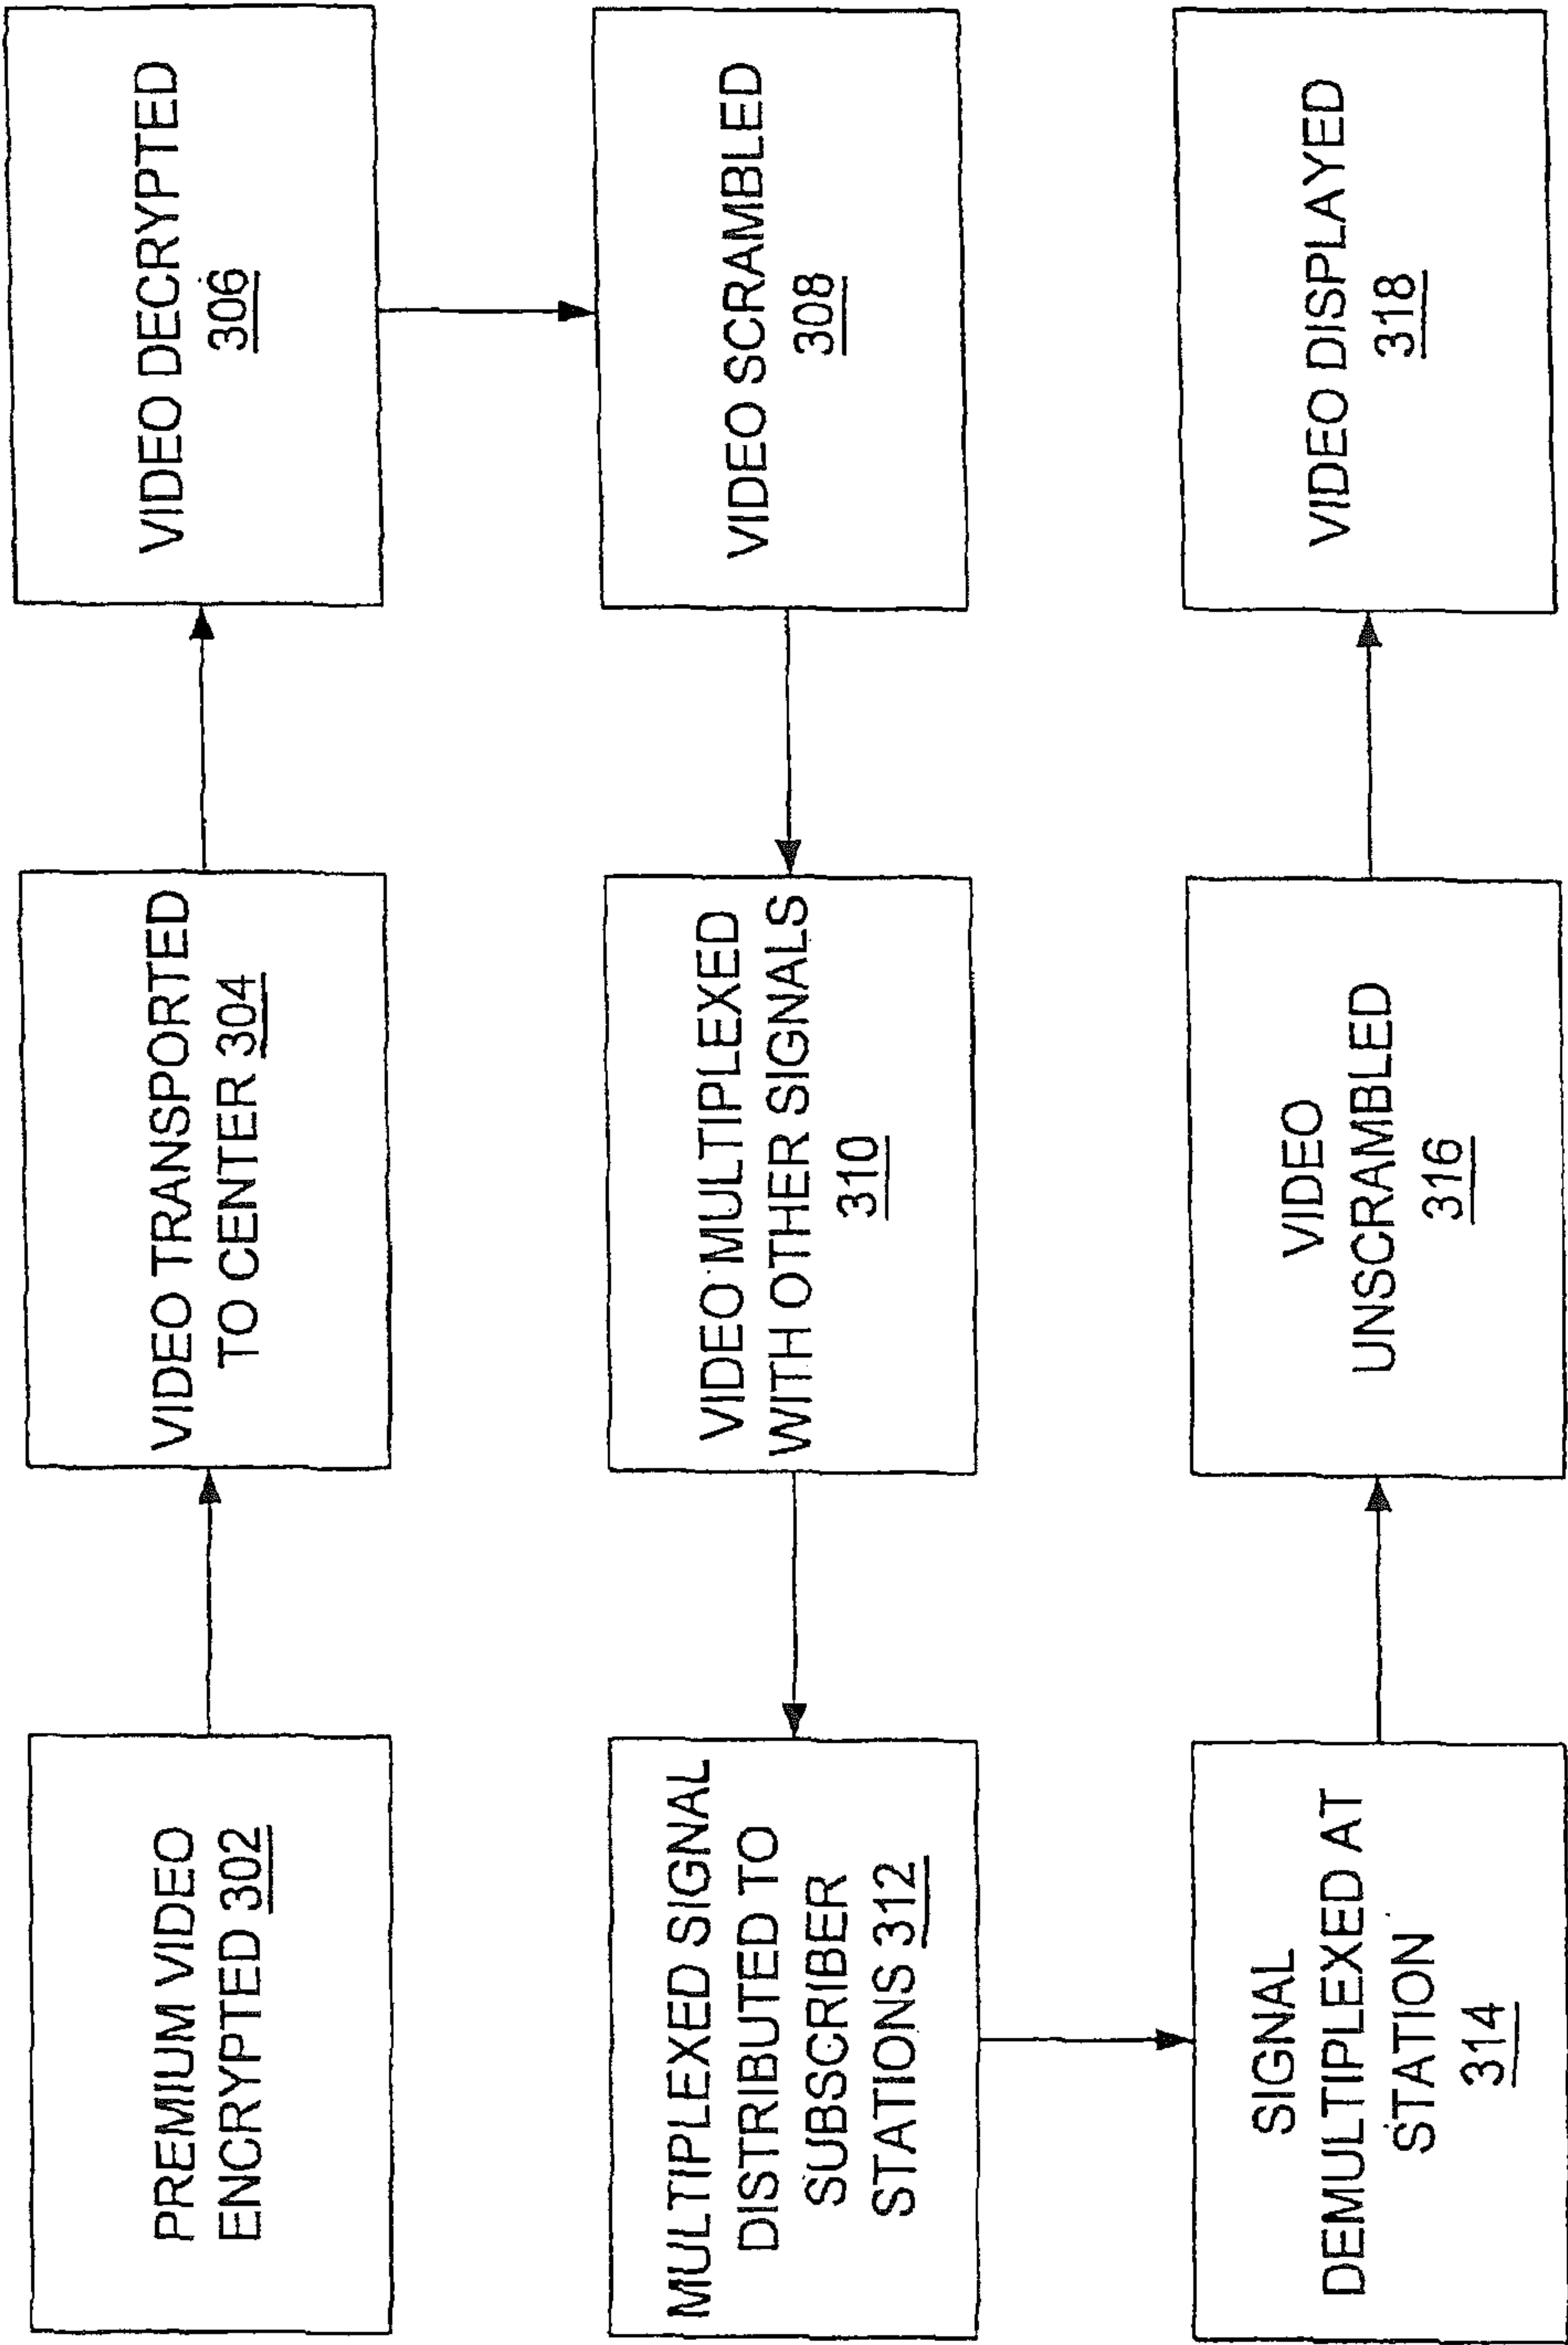 PREMIUM VIDEO
ENCRYPTED 302
VIDEO TRANSPORTED
TO CENTER 304
VIDEO DECRYPTED
306
VIDEO SCRAMBLED
308
VIDEO MULTIPLEXED
WITH OTHER SIGNALS
310
MULTIPLEXED SIGNAL
DISTRIBUTED TO
SUBSCRIBER
STATIONS 312
SIGNAL
DEMULTIPLEXED AT
STATION
314
VIDEO
UNSCRAMBLED
316
VIDEO DISPLAYED
318